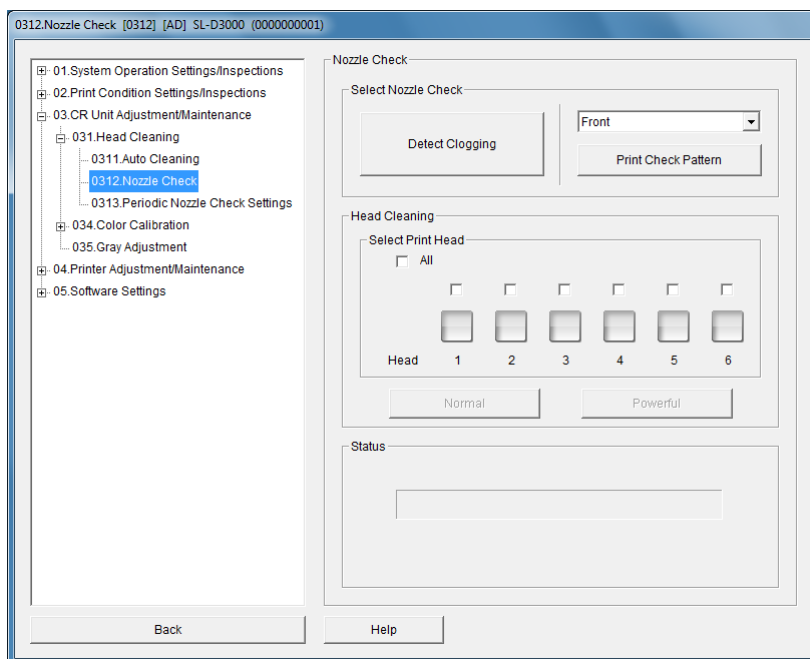 0312.Nozzle Check [0312] [AD] SL-D3000 (0000000001)
01.System Operation Settings/Inspections
02.Print Condition Settings/Inspections
03.CR Unit Adjustment/Maintenance
031.Head Cleaning
0311.Auto Cleaning
0312.Nozzle Check
0313.Periodic Nozzle Check Settings
034.Color Calibration
035.Gray Adjustment
04.Printer Adjustment/Maintenance
05.Software Settings
Back
Nozzle Check
Select Nozzle Check
Detect Clogging
Front
Print Check Pattern
Head Cleaning
Select Print Head
All
Head 1 2 3 4 5 6
Normal Powerful
Status
Help